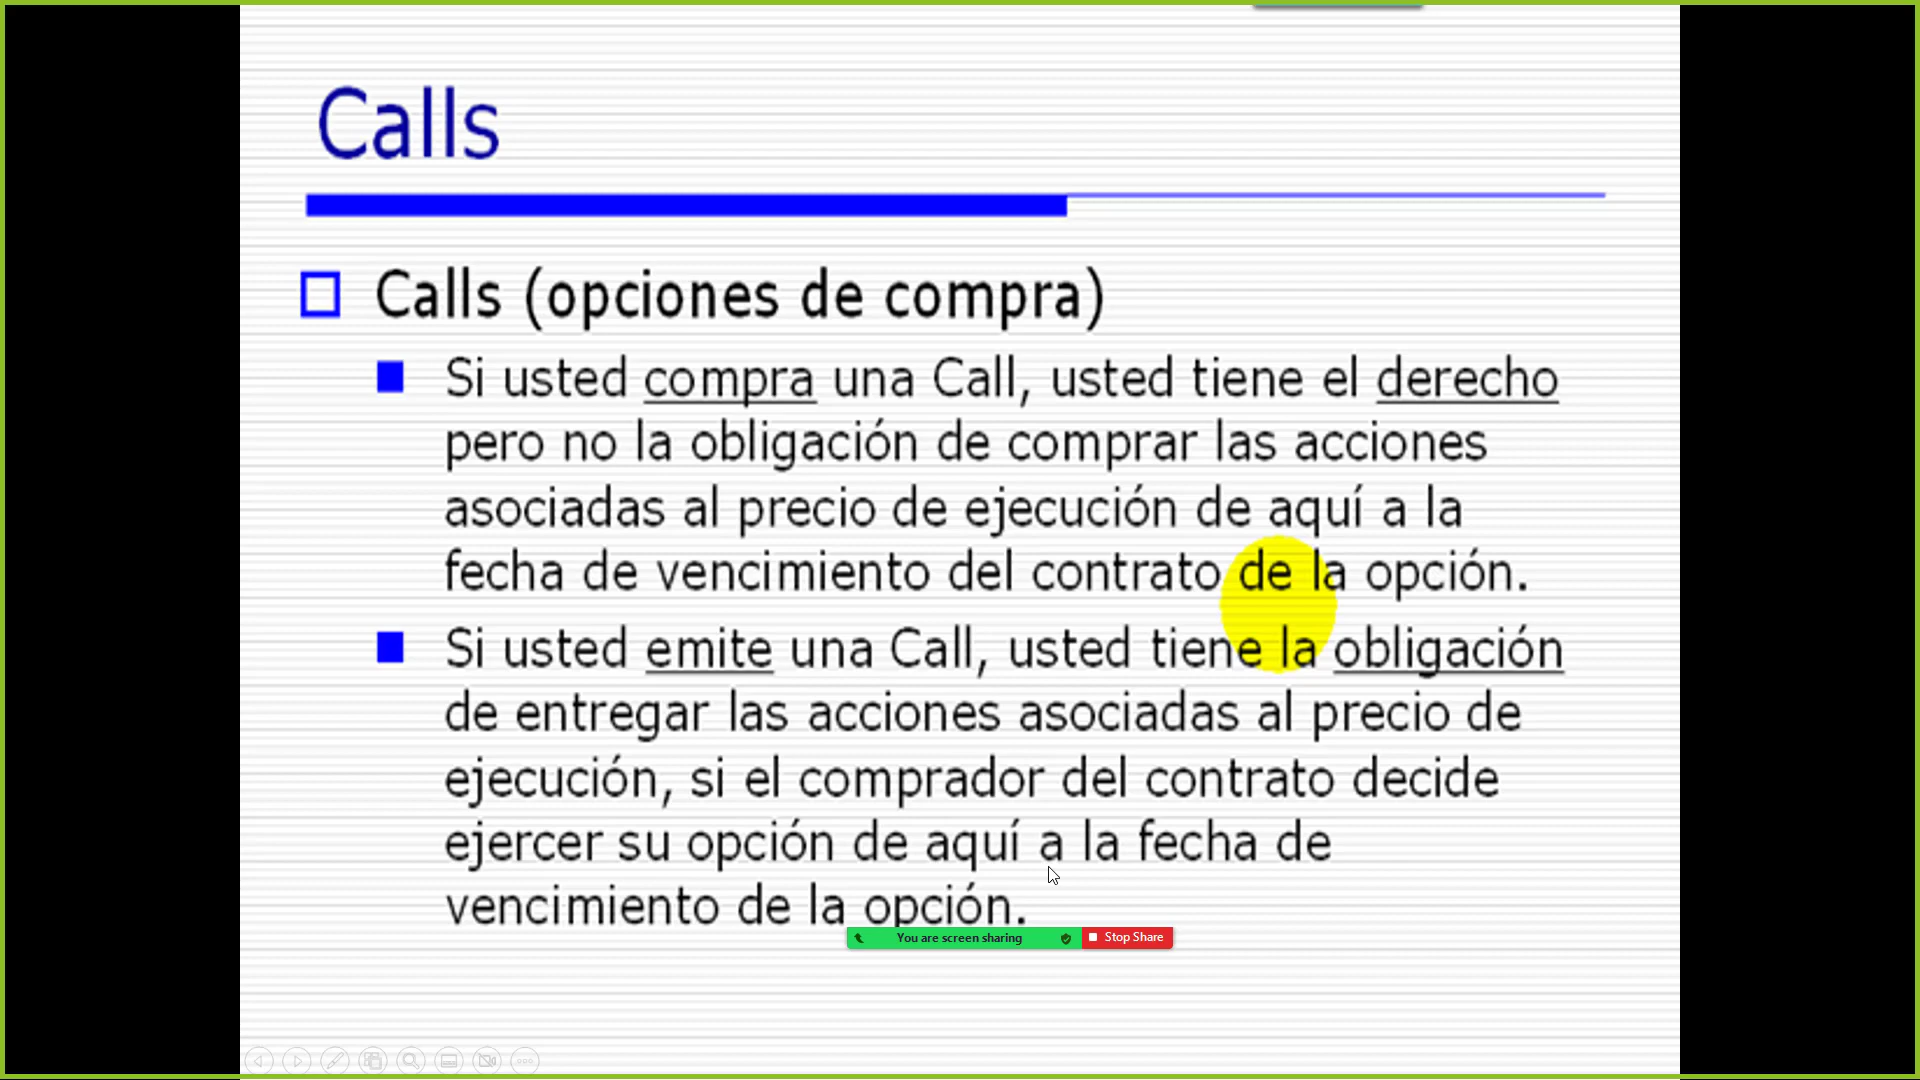 Calls
Calls (opciones de compra)
Si usted compra una Call, usted tiene el derecho
pero no la obligación de comprar las acciones
asociadas al precio de ejecución de aquí a la
fecha de vencimiento del contrato de la opción.
Si usted emite una Call, usted tiene la obligación
de entregar las acciones asociadas al precio de
ejecución, si el comprador del contrato decide
ejercer su opción de aquí a la fecha de
vencimiento de la opción.
You are screen sharing
Stop Share